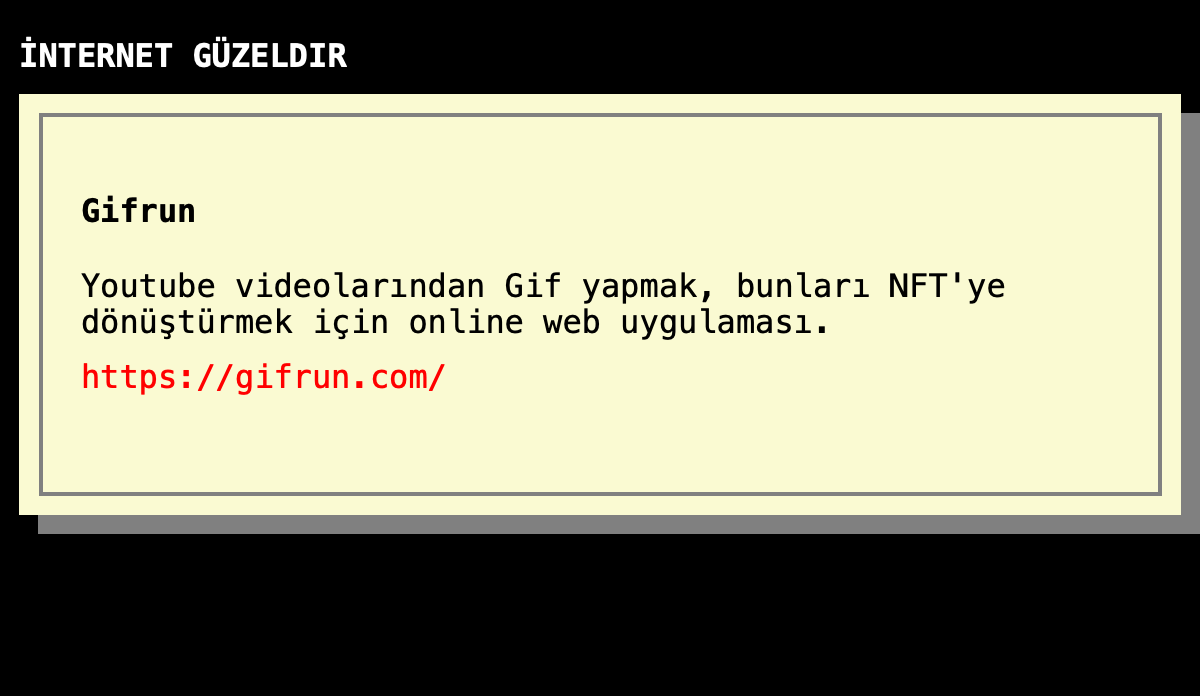 İNTERNET GÜZELDIR
Gifrun
Youtube videolarından Gif yapmak, bunları NFT'ye
dönüştürmek için online web uygulaması.
https://gifrun.com/